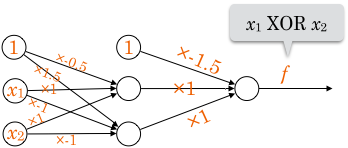 x₁ XOR x₂
1
1
×-0.5
×1.5
×-1.5
f
x₁
×1
×1
×-1
×1
×1
x₂
×-1